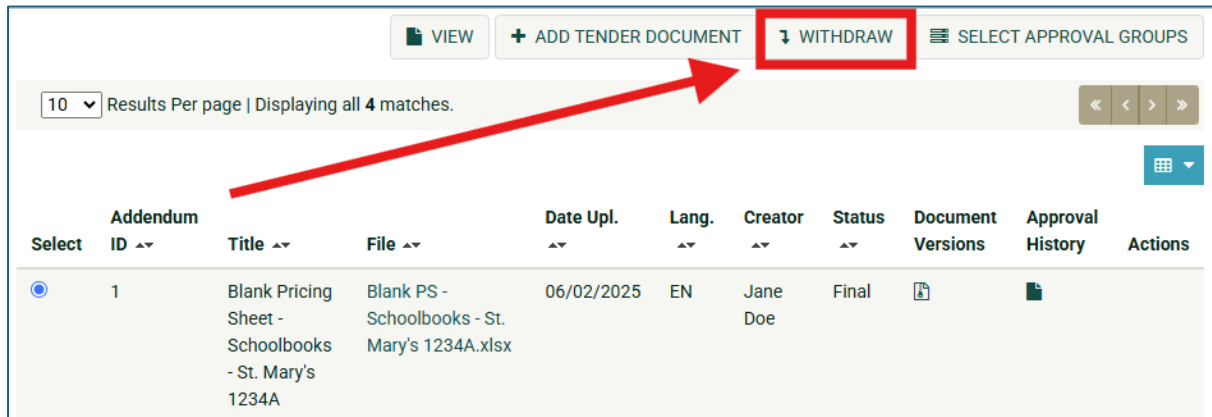 VIEW + ADD TENDER DOCUMENT WITHDRAW SELECT APPROVAL GROUPS
10 Results Per page | Displaying all 4 matches. « < > »
Addendum Date Upl. Lang. Creator Status Document Approval
Select ID Title File Versions History Actions
1 Blank Pricing Blank PS - 06/02/2025 EN Jane Final
Sheet - Schoolbooks - St. Doe
Schoolbooks Mary's 1234A.xlsx
- St. Mary's
1234A